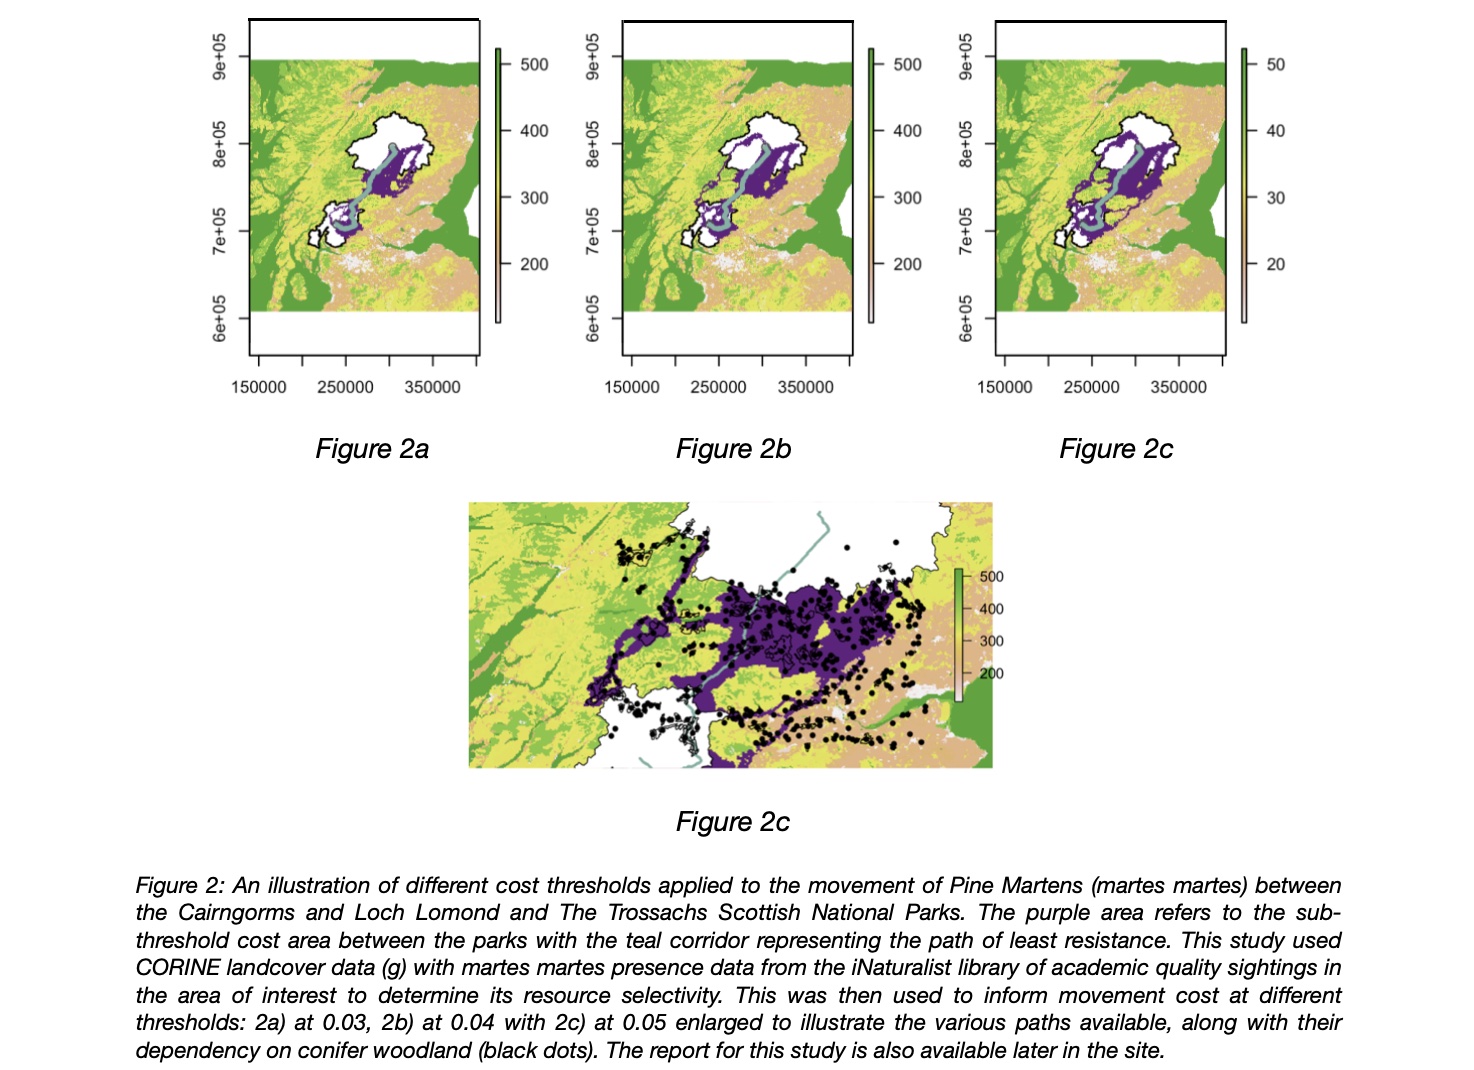 9e+05
8e+05
7e+05
6e+05
500
400
300
200
150000 250000 350000
9e+05
8e+05
7e+05
6e+05
500
400
300
200
150000 250000 350000
9e+05
8e+05
7e+05
6e+05
50
40
30
20
150000 250000 350000
Figure 2a
Figure 2b
Figure 2c
500
400
300
200
Figure 2c
Figure 2: An illustration of different cost thresholds applied to the movement of Pine Martens (martes martes) between
the Cairngorms and Loch Lomond and The Trossachs Scottish National Parks. The purple area refers to the sub-
threshold cost area between the parks with the teal corridor representing the path of least resistance. This study used
CORINE landcover data (g) with martes martes presence data from the iNaturalist library of academic quality sightings in
the area of interest to determine its resource selectivity. This was then used to inform movement cost at different
thresholds: 2a) at 0.03, 2b) at 0.04 with 2c) at 0.05 enlarged to illustrate the various paths available, along with their
dependency on conifer woodland (black dots). The report for this study is also available later in the site.